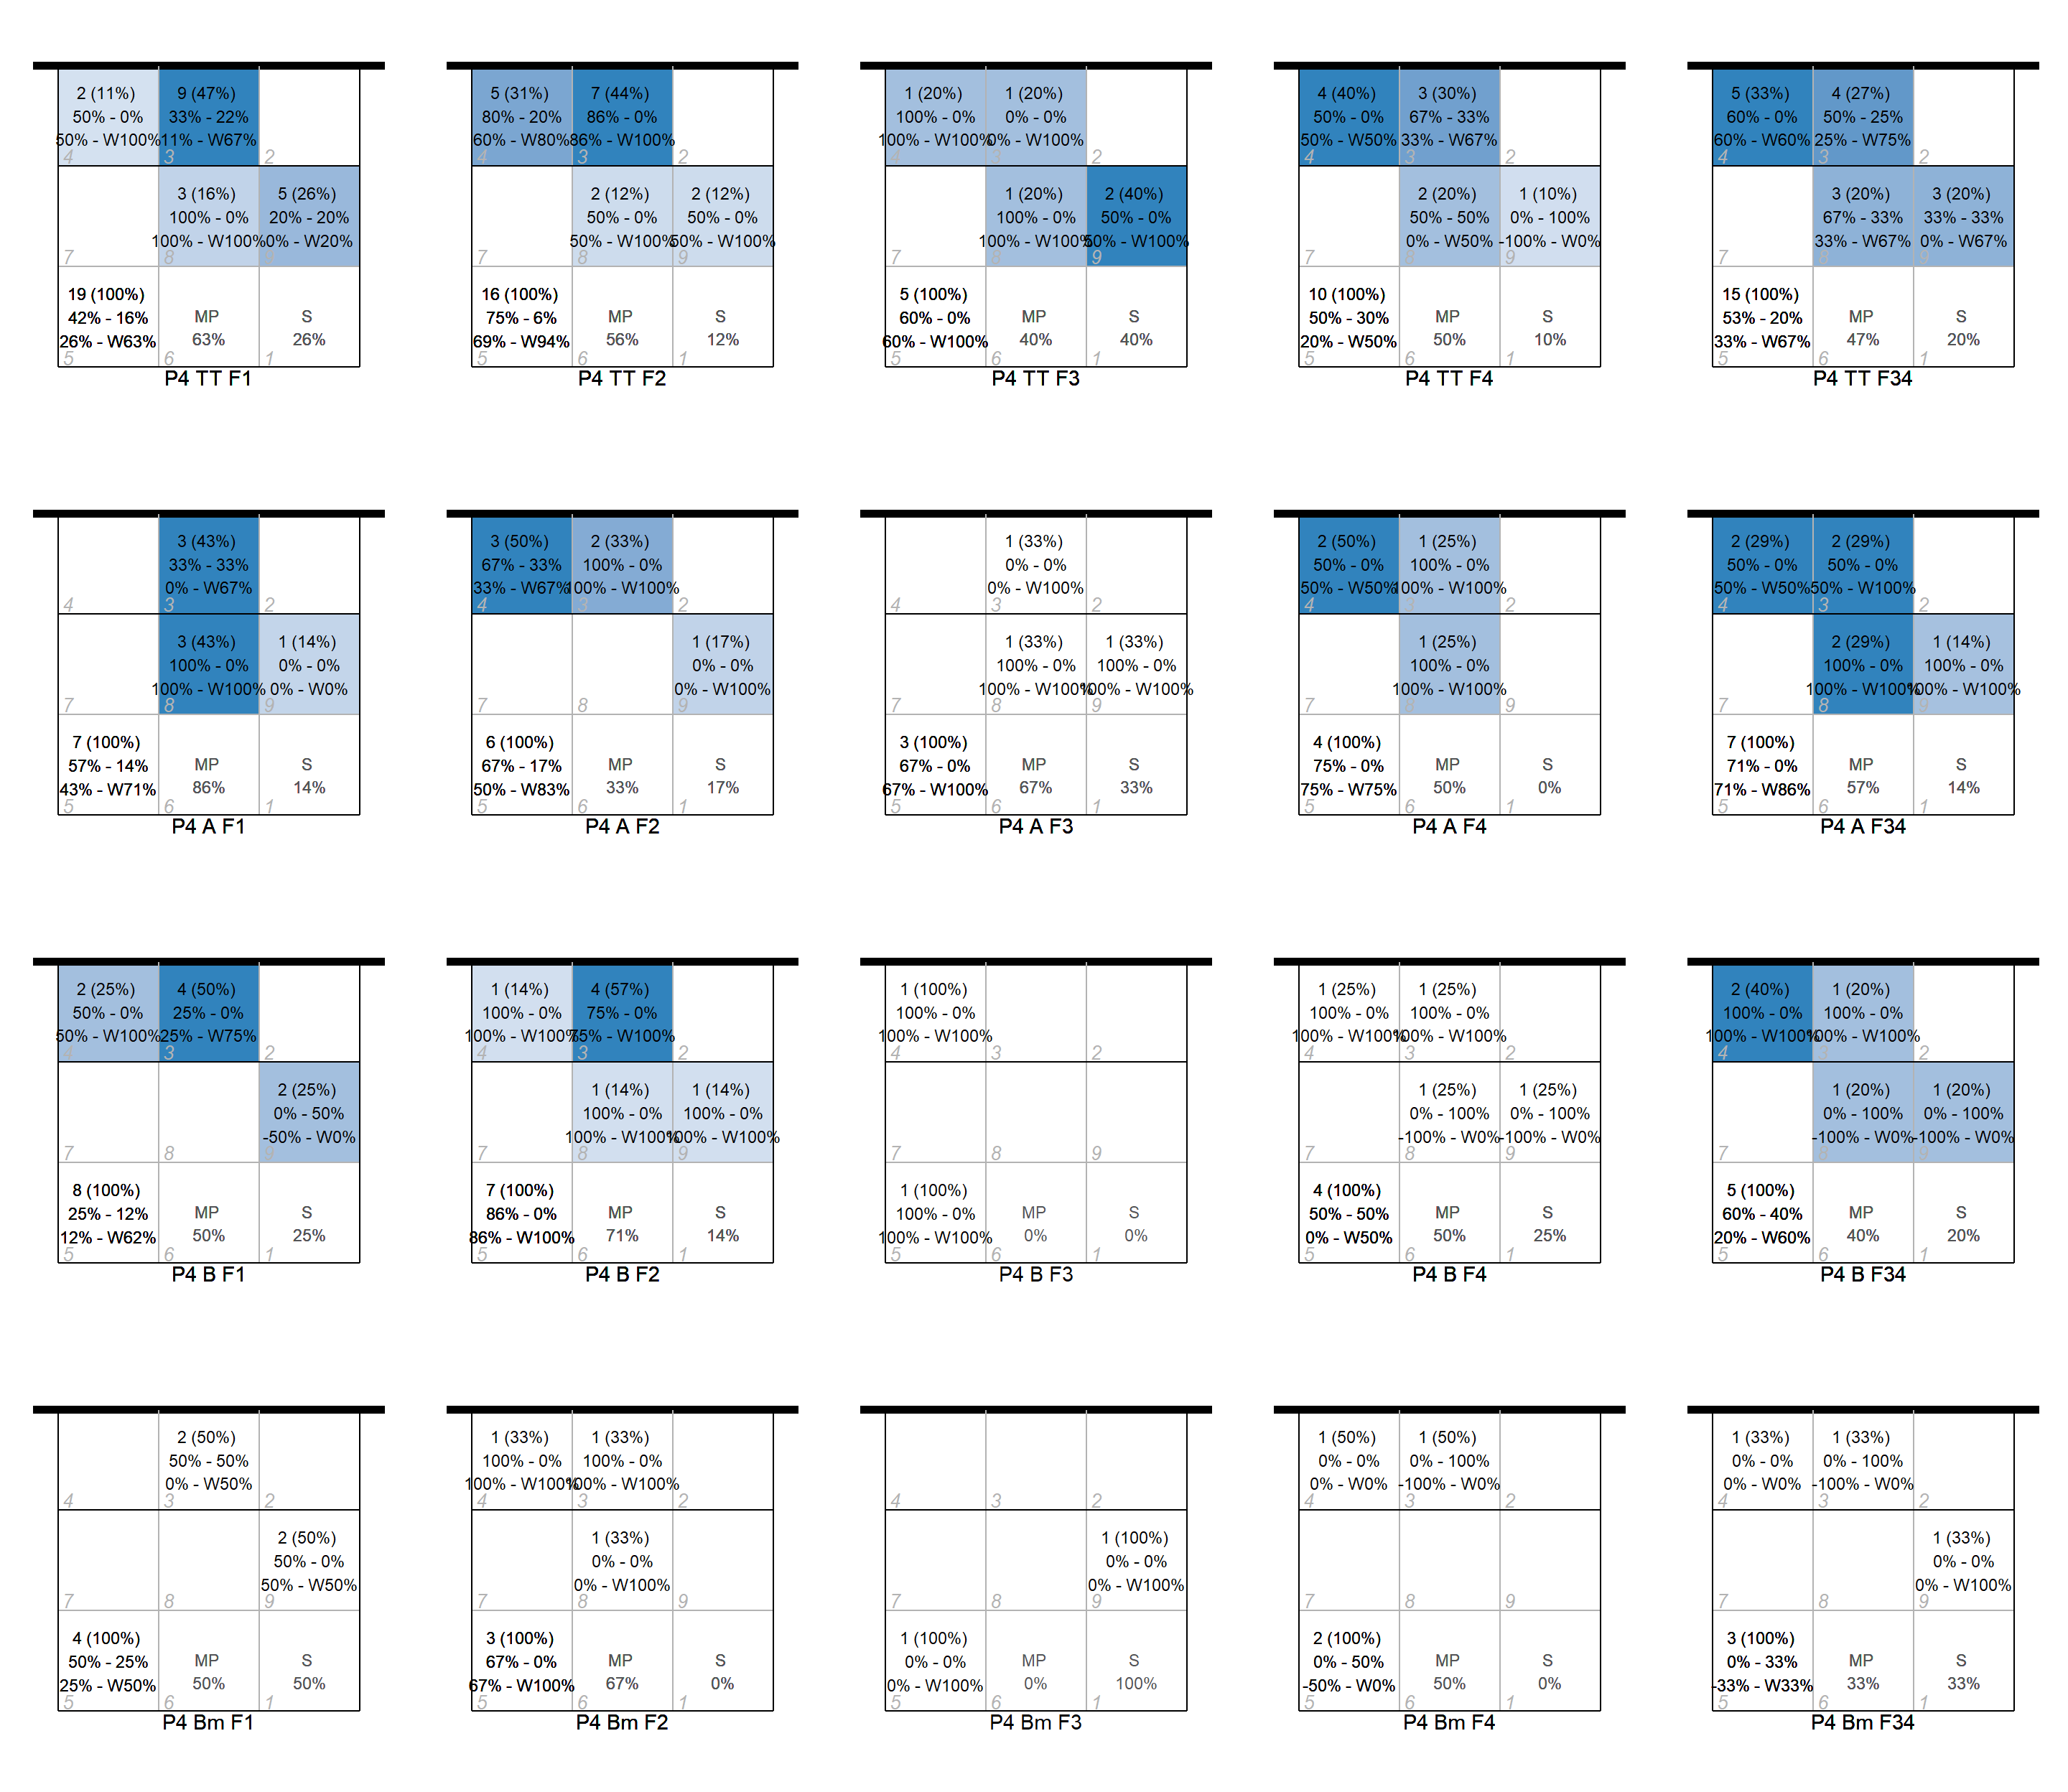 2 (11%)
50% - 0%
50% - W100%
4
9 (47%)
33% - 22%
11% - W67%
3
2
7
3 (16%)
100% - 0%
100% - W100%
8
5 (26%)
20% - 20%
0% - W20%
9
19 (100%)
42% - 16%
26% - W63%
5
MP
63%
6
S
26%
1
P4 TT F1
5 (31%)
80% - 20%
60% - W80%
4
7 (44%)
86% - 0%
86% - W100%
3
2
7
2 (12%)
50% - 0%
50% - W100%
8
2 (12%)
50% - 0%
50% - W100%
9
16 (100%)
75% - 6%
69% - W94%
5
MP
56%
6
S
12%
1
P4 TT F2
1 (20%)
100% - 0%
100% - W100%
4
1 (20%)
0% - 0%
0% - W100%
3
2
7
1 (20%)
100% - 0%
100% - W100%
8
2 (40%)
50% - 0%
50% - W100%
9
5 (100%)
60% - 0%
60% - W100%
5
MP
40%
6
S
40%
1
P4 TT F3
4 (40%)
50% - 0%
50% - W50%
4
3 (30%)
67% - 33%
33% - W67%
3
2
7
2 (20%)
50% - 50%
0% - W50%
8
1 (10%)
0% - 100%
-100% - W0%
9
10 (100%)
50% - 30%
20% - W50%
5
MP
50%
6
S
10%
1
P4 TT F4
5 (33%)
60% - 0%
60% - W60%
4
4 (27%)
50% - 25%
25% - W75%
3
2
7
3 (20%)
67% - 33%
33% - W67%
8
3 (20%)
33% - 33%
0% - W67%
9
15 (100%)
53% - 20%
33% - W67%
5
MP
47%
6
S
20%
1
P4 TT F34
4
3 (43%)
33% - 33%
0% - W67%
3
2
7
3 (43%)
100% - 0%
100% - W100%
8
1 (14%)
0% - 0%
0% - W0%
9
7 (100%)
57% - 14%
43% - W71%
5
MP
86%
6
S
14%
1
P4 A F1
3 (50%)
67% - 33%
33% - W67%
4
2 (33%)
100% - 0%
100% - W100%
3
2
7
8
1 (17%)
0% - 0%
0% - W100%
9
6 (100%)
67% - 17%
50% - W83%
5
MP
33%
6
S
17%
1
P4 A F2
4
1 (33%)
0% - 0%
0% - W100%
3
2
7
1 (33%)
100% - 0%
100% - W100%
8
1 (33%)
100% - 0%
100% - W100%
9
3 (100%)
67% - 0%
67% - W100%
5
MP
67%
6
S
33%
1
P4 A F3
2 (50%)
50% - 0%
50% - W50%
4
1 (25%)
100% - 0%
100% - W100%
3
2
7
1 (25%)
100% - 0%
100% - W100%
8
9
4 (100%)
75% - 0%
75% - W75%
5
MP
50%
6
S
0%
1
P4 A F4
2 (29%)
50% - 0%
50% - W50%
4
2 (29%)
50% - 0%
50% - W100%
3
2
7
2 (29%)
100% - 0%
100% - W100%
8
1 (14%)
100% - 0%
100% - W100%
9
7 (100%)
71% - 0%
71% - W86%
5
MP
57%
6
S
14%
1
P4 A F34
2 (25%)
50% - 0%
50% - W100%
4
4 (50%)
25% - 0%
25% - W75%
3
2
7
8
2 (25%)
0% - 50%
-50% - W0%
9
8 (100%)
25% - 12%
12% - W62%
5
MP
50%
6
S
25%
1
P4 B F1
1 (14%)
100% - 0%
100% - W100%
4
4 (57%)
75% - 0%
75% - W100%
3
2
7
1 (14%)
100% - 0%
100% - W100%
8
1 (14%)
100% - 0%
100% - W100%
9
7 (100%)
86% - 0%
86% - W100%
5
MP
71%
6
S
14%
1
P4 B F2
1 (100%)
100% - 0%
100% - W100%
4
3
2
7
8
9
1 (100%)
100% - 0%
100% - W100%
5
MP
0%
6
S
0%
1
P4 B F3
1 (25%)
100% - 0%
100% - W100%
4
1 (25%)
100% - 0%
100% - W100%
3
2
7
1 (25%)
0% - 100%
-100% - W0%
8
1 (25%)
0% - 100%
-100% - W0%
9
4 (100%)
50% - 50%
0% - W50%
5
MP
50%
6
S
25%
1
P4 B F4
2 (40%)
100% - 0%
100% - W100%
4
1 (20%)
100% - 0%
100% - W100%
3
2
7
1 (20%)
0% - 100%
-100% - W0%
8
1 (20%)
0% - 100%
-100% - W0%
9
5 (100%)
60% - 40%
20% - W60%
5
MP
40%
6
S
20%
1
P4 B F34
4
2 (50%)
50% - 50%
0% - W50%
3
2
7
8
2 (50%)
50% - 0%
50% - W50%
9
4 (100%)
50% - 25%
25% - W50%
5
MP
50%
6
S
50%
1
P4 Bm F1
1 (33%)
100% - 0%
100% - W100%
4
1 (33%)
100% - 0%
100% - W100%
3
2
7
1 (33%)
0% - 0%
0% - W100%
8
9
3 (100%)
67% - 0%
67% - W100%
5
MP
67%
6
S
0%
1
P4 Bm F2
4
3
2
7
8
1 (100%)
0% - 0%
0% - W100%
9
1 (100%)
0% - 0%
0% - W100%
5
MP
0%
6
S
100%
1
P4 Bm F3
1 (50%)
0% - 0%
0% - W0%
4
1 (50%)
0% - 100%
-100% - W0%
3
2
7
8
9
2 (100%)
0% - 50%
-50% - W0%
5
MP
50%
6
S
0%
1
P4 Bm F4
1 (33%)
0% - 0%
0% - W0%
4
1 (33%)
0% - 100%
-100% - W0%
3
2
7
8
1 (33%)
0% - 0%
0% - W100%
9
3 (100%)
0% - 33%
-33% - W33%
5
MP
33%
6
S
33%
1
P4 Bm F34